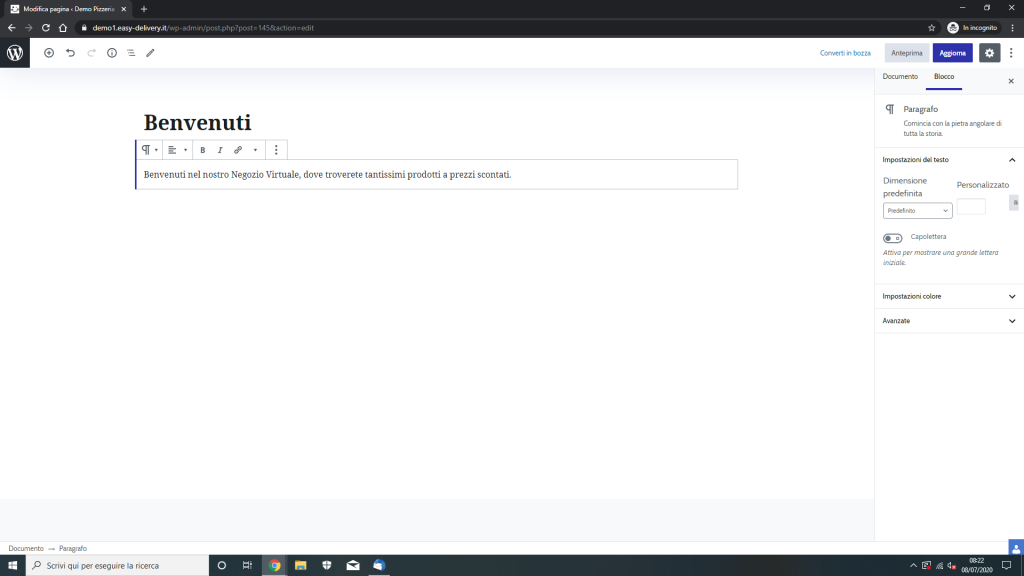 Modifica pagina ‹ Demo Pizzeria
demo1.easy-delivery.it/wp-admin/post.php?post=145&action=edit
In incognito
Converti in bozza
Anteprima
Aggiorna
Documento
Blocco
Benvenuti
Paragrafo
Comincia con la pietra angolare di
tutta la storia.
B I
Benvenuti nel nostro Negozio Virtuale, dove troverete tantissimi prodotti a prezzi scontati.
Impostazioni del testo
Dimensione
predefinita
Personalizzato
Predefinito
Capolettera
Attiva per mostrare una grande lettera
iniziale.
Impostazioni colore
Avanzate
Documento → Paragrafo
Scrivi qui per eseguire la ricerca
08:22
08/07/2020